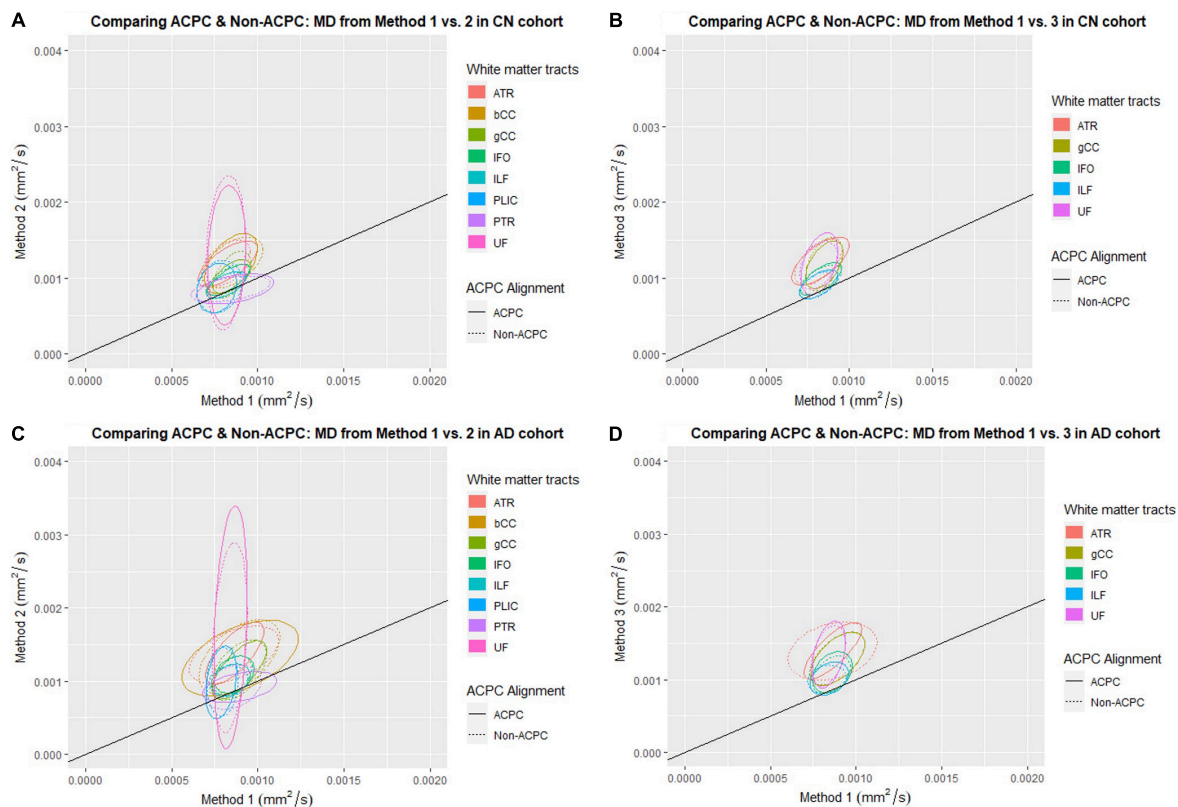 A
Comparing ACPC & Non-ACPC: MD from Method 1 vs. 2 in CN cohort
0.004
0.003
0.002
0.001
0.000
Method 2 (mm²/s)
0.0000 0.0005 0.0010 0.0015 0.0020
Method 1 (mm²/s)
White matter tracts
ATR
bCC
gCC
IFO
ILF
PLIC
PTR
UF
ACPC Alignment
ACPC
Non-ACPC
B
Comparing ACPC & Non-ACPC: MD from Method 1 vs. 3 in CN cohort
0.004
0.003
0.002
0.001
0.000
Method 3 (mm²/s)
0.0000 0.0005 0.0010 0.0015 0.0020
Method 1 (mm²/s)
White matter tracts
ATR
gCC
IFO
ILF
UF
ACPC Alignment
ACPC
Non-ACPC
C
Comparing ACPC & Non-ACPC: MD from Method 1 vs. 2 in AD cohort
0.004
0.003
0.002
0.001
0.000
Method 2 (mm²/s)
0.0000 0.0005 0.0010 0.0015 0.0020
Method 1 (mm²/s)
White matter tracts
ATR
bCC
gCC
IFO
ILF
PLIC
PTR
UF
ACPC Alignment
ACPC
Non-ACPC
D
Comparing ACPC & Non-ACPC: MD from Method 1 vs. 3 in AD cohort
0.004
0.003
0.002
0.001
0.000
Method 3 (mm²/s)
0.0000 0.0005 0.0010 0.0015 0.0020
Method 1 (mm²/s)
White matter tracts
ATR
gCC
IFO
ILF
UF
ACPC Alignment
ACPC
Non-ACPC